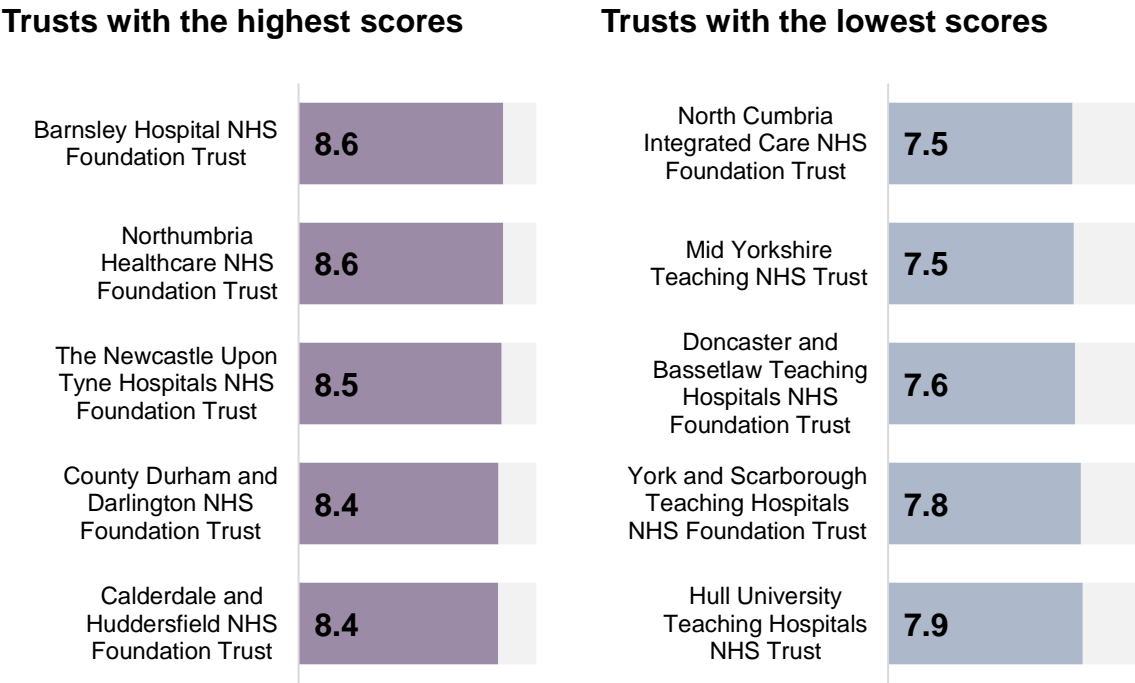 Trusts with the highest scores
Barnsley Hospital NHS
Foundation Trust
8.6
Northumbria
Healthcare NHS
Foundation Trust
8.6
The Newcastle Upon
Tyne Hospitals NHS
Foundation Trust
8.5
County Durham and
Darlington NHS
Foundation Trust
8.4
Calderdale and
Huddersfield NHS
Foundation Trust
8.4
Trusts with the lowest scores
North Cumbria
Integrated Care NHS
Foundation Trust
7.5
Mid Yorkshire
Teaching NHS Trust
7.5
Doncaster and
Bassetlaw Teaching
Hospitals NHS
Foundation Trust
7.6
York and Scarborough
Teaching Hospitals
NHS Foundation Trust
7.8
Hull University
Teaching Hospitals
NHS Trust
7.9